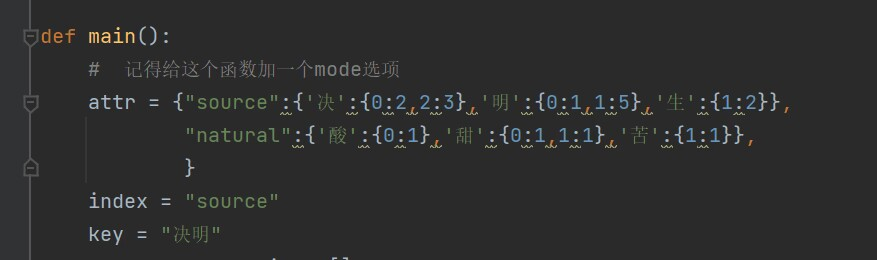 def main():
    #  记得给这个函数加一个mode选项
    attr = {"source":{'决':{0:2,2:3},'明':{0:1,1:5},'生':{1:2}},
            "natural":{'酸':{0:1},'甜':{0:1,1:1},'苦':{1:1}},
            }
    index = "source"
    key = "决明"